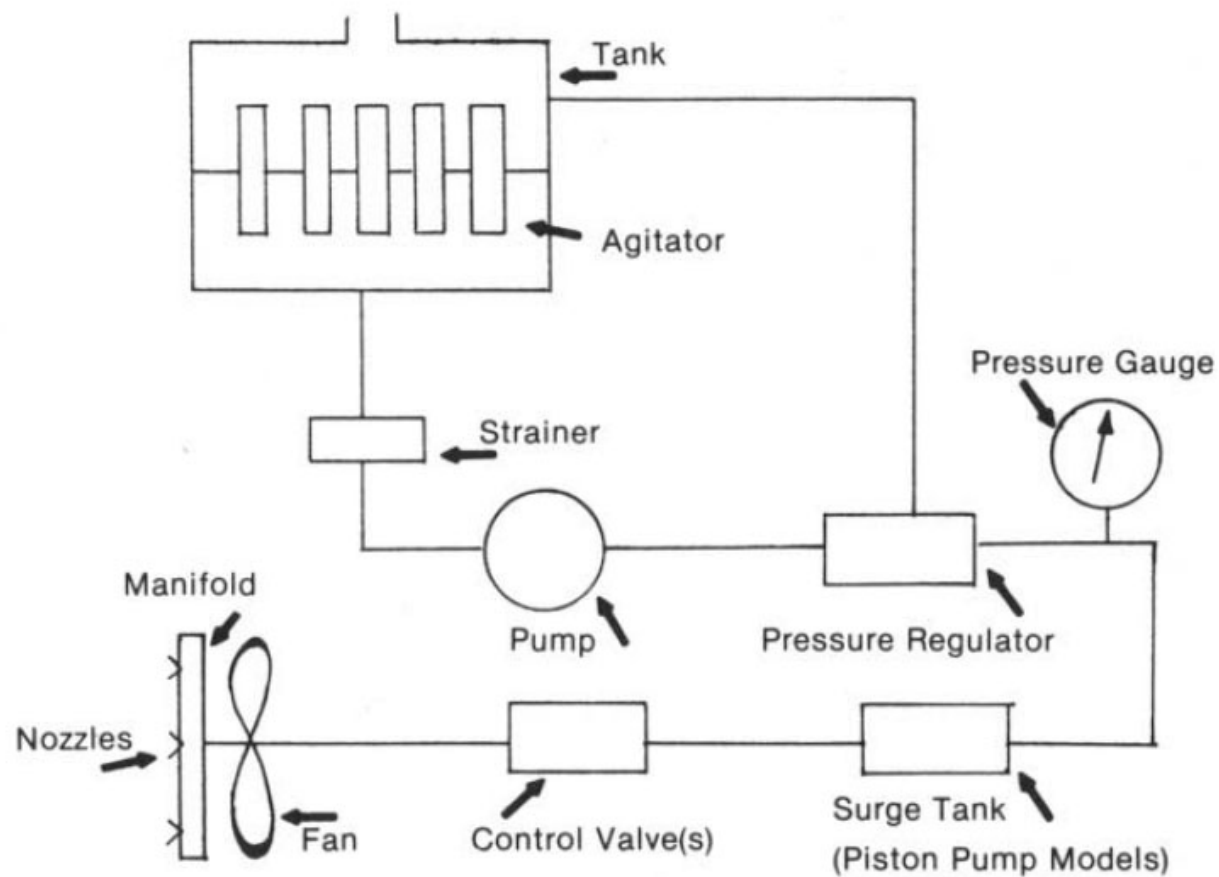 Tank
Agitator
Pressure Gauge
Strainer
Manifold
Pump
Pressure Regulator
Nozzles
Fan
Control Valve(s)
Surge Tank
(Piston Pump Models)